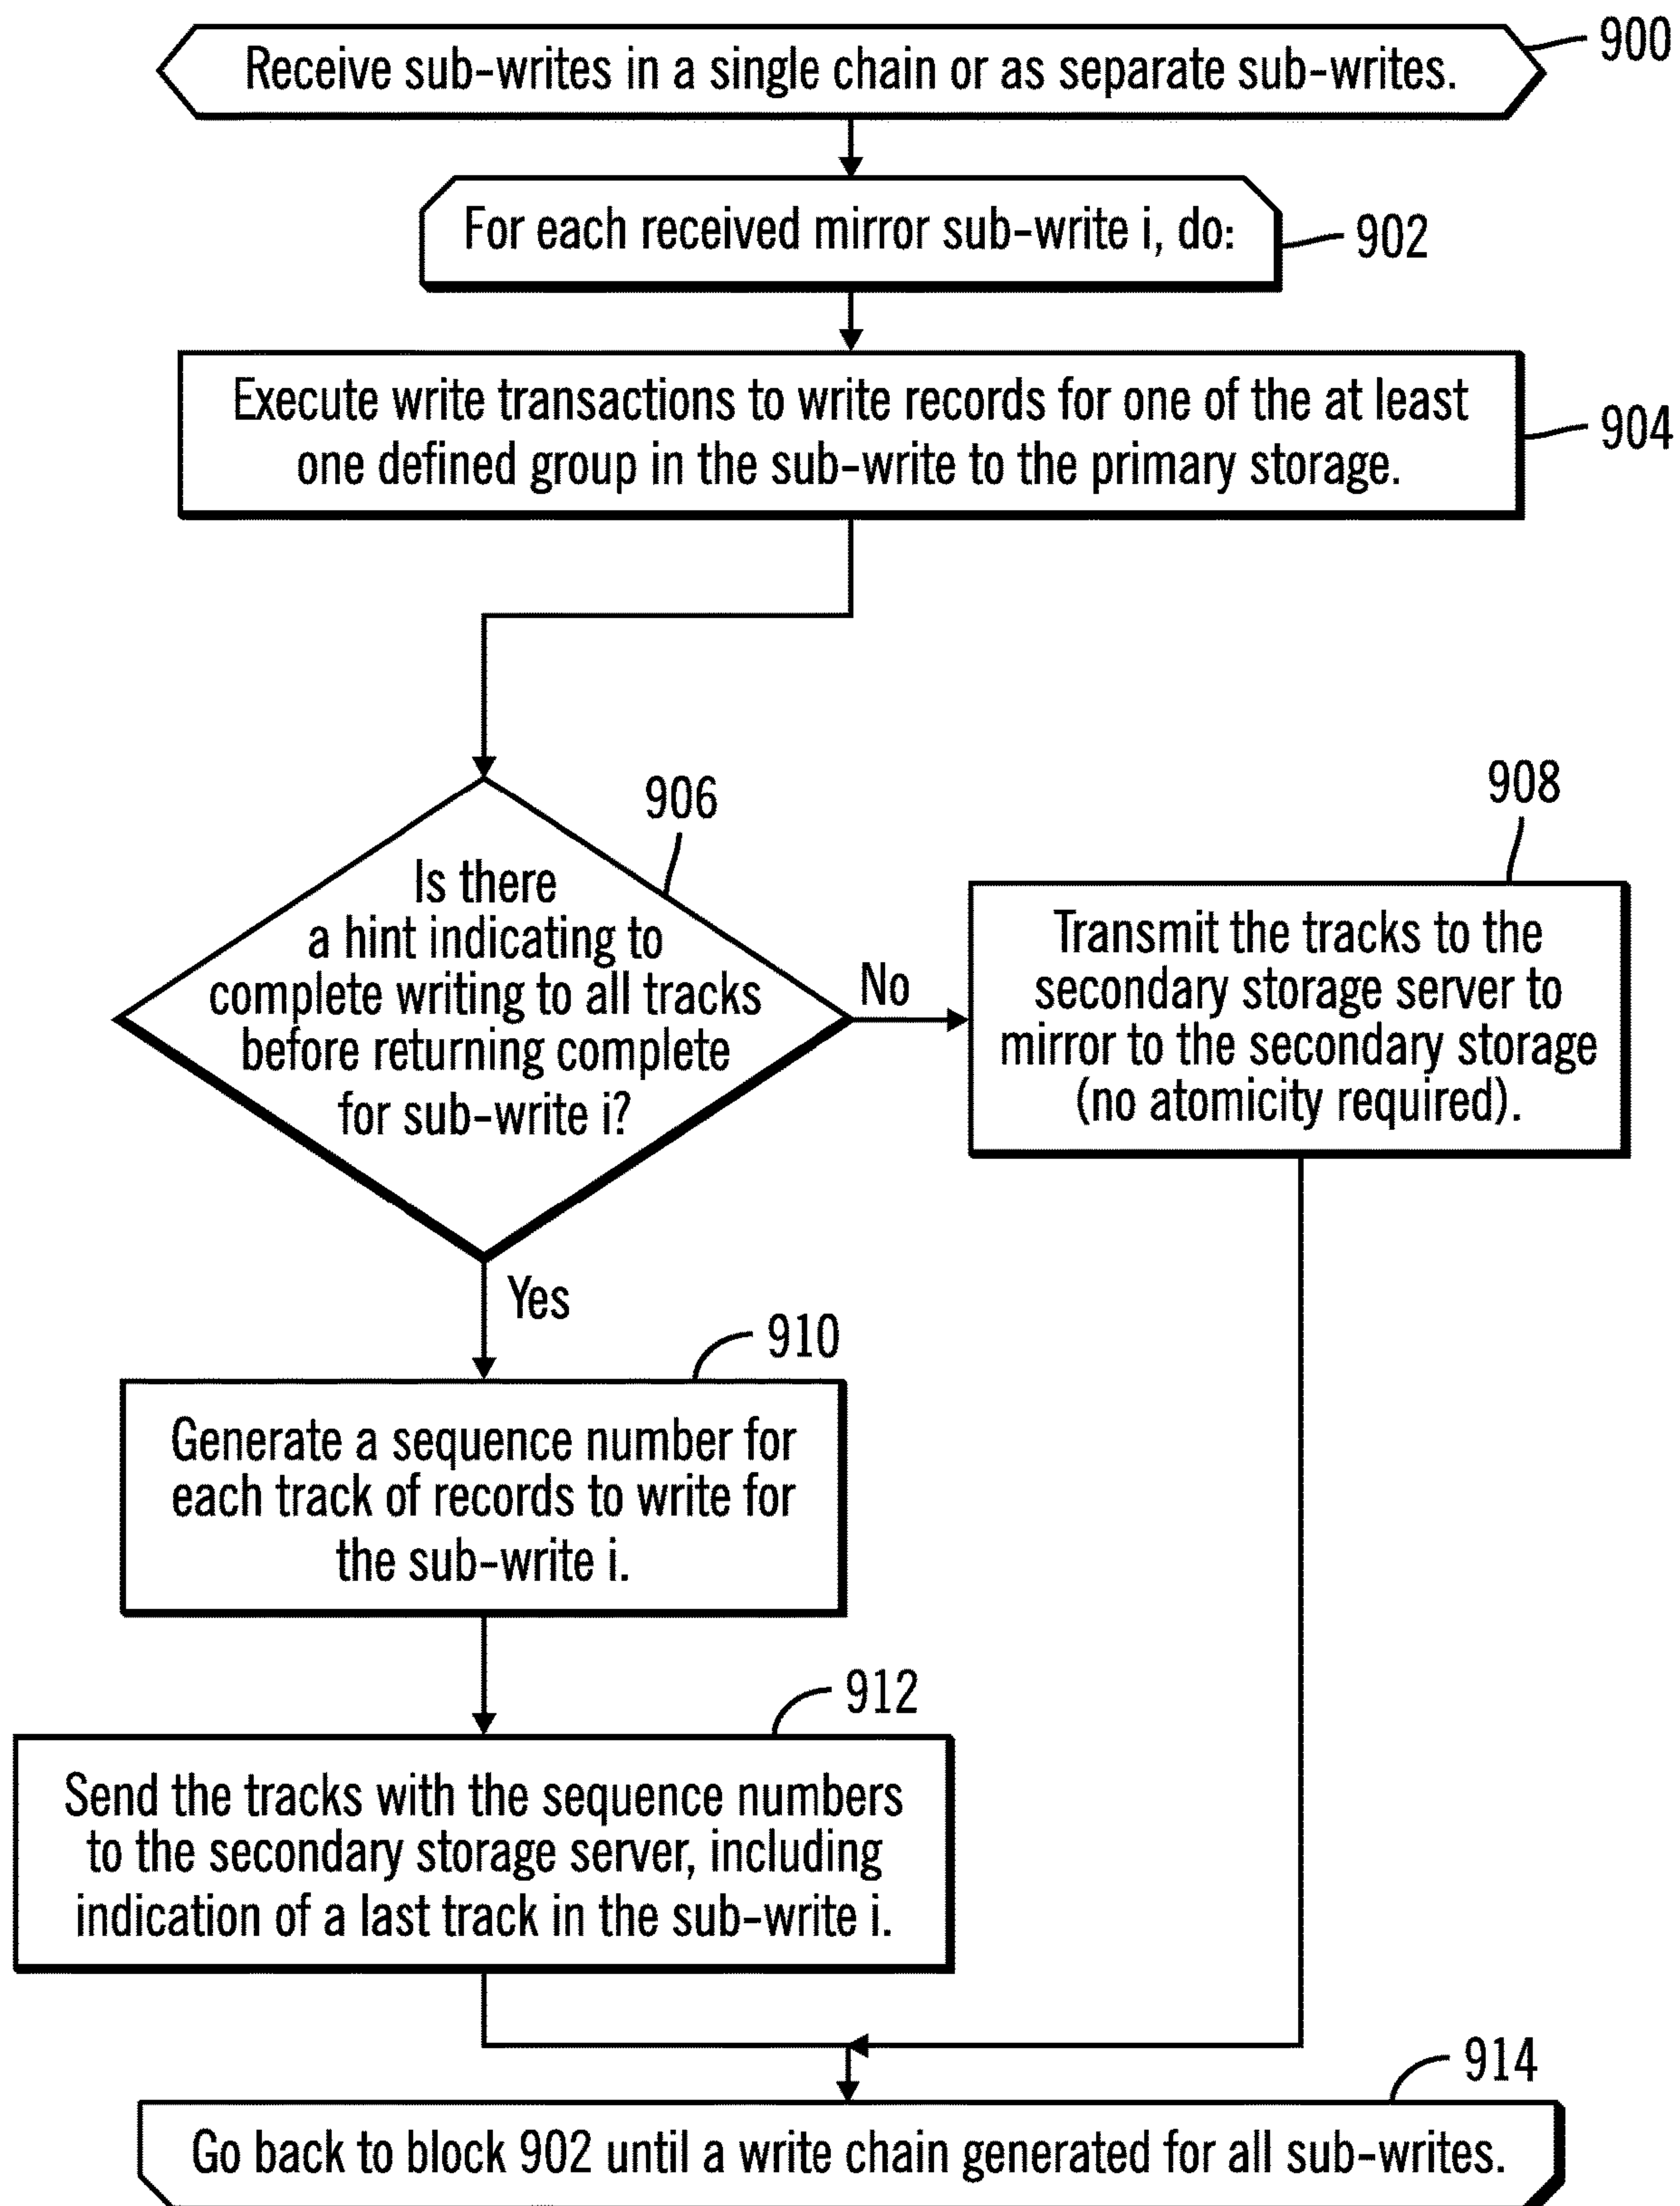 Receive sub-writes in a single chain or as separate sub-writes.
900
For each received mirror sub-write i, do:
902
Execute write transactions to write records for one of the at least
one defined group in the sub-write to the primary storage.
904
906
Is there
a hint indicating to
complete writing to all tracks
before returning complete
for sub-write i?
No
Yes
908
Transmit the tracks to the
secondary storage server to
mirror to the secondary storage
(no atomicity required).
910
Generate a sequence number for
each track of records to write for
the sub-write i.
912
Send the tracks with the sequence numbers
to the secondary storage server, including
indication of a last track in the sub-write i.
914
Go back to block 902 until a write chain generated for all sub-writes.